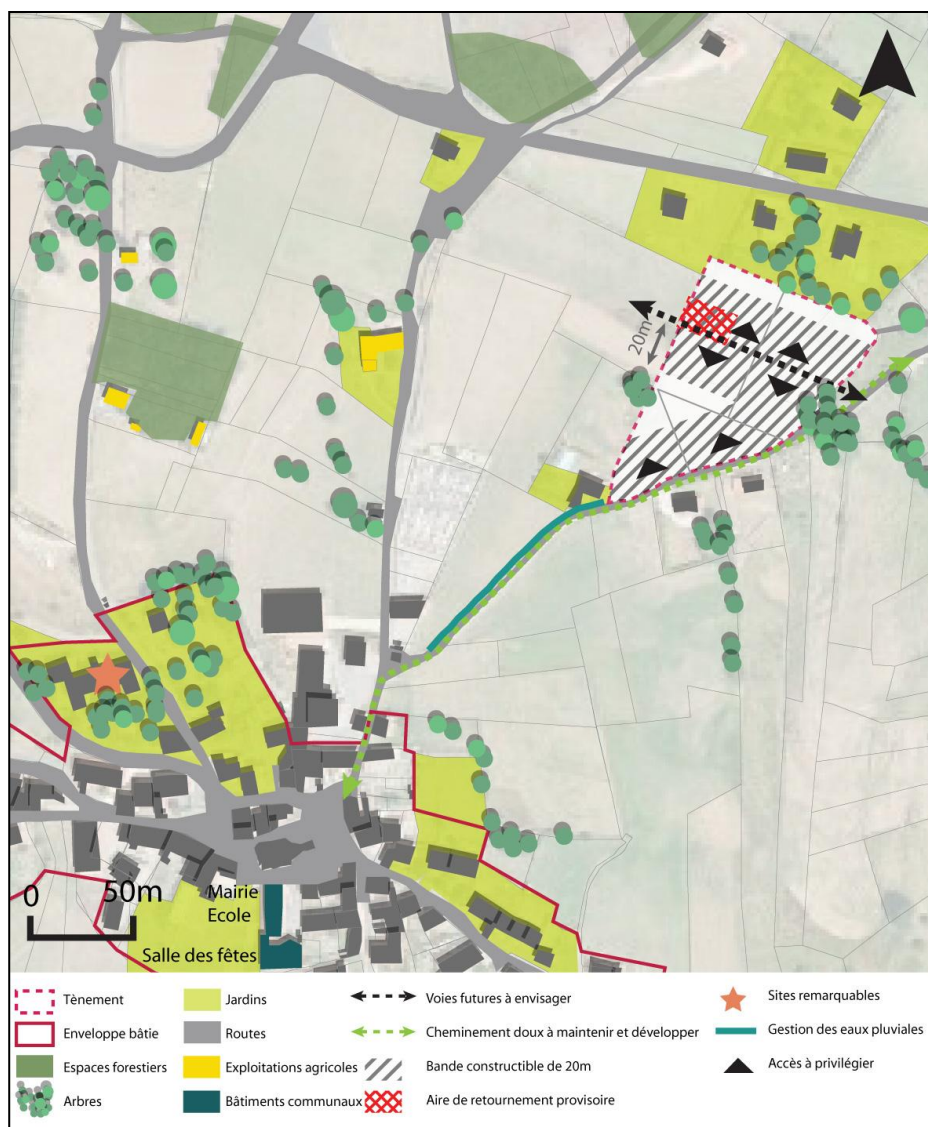 20m
0 50m
Mairie
Ecole
Salle des fêtes
Tènement
Enveloppe bâtie
Espaces forestiers
Arbres
Jardins
Routes
Exploitations agricoles
Bâtiments communaux
Voies futures à envisager
Cheminement doux à maintenir et développer
Bande constructible de 20m
Aire de retournement provisoire
Sites remarquables
Gestion des eaux pluviales
Accès à privilégier